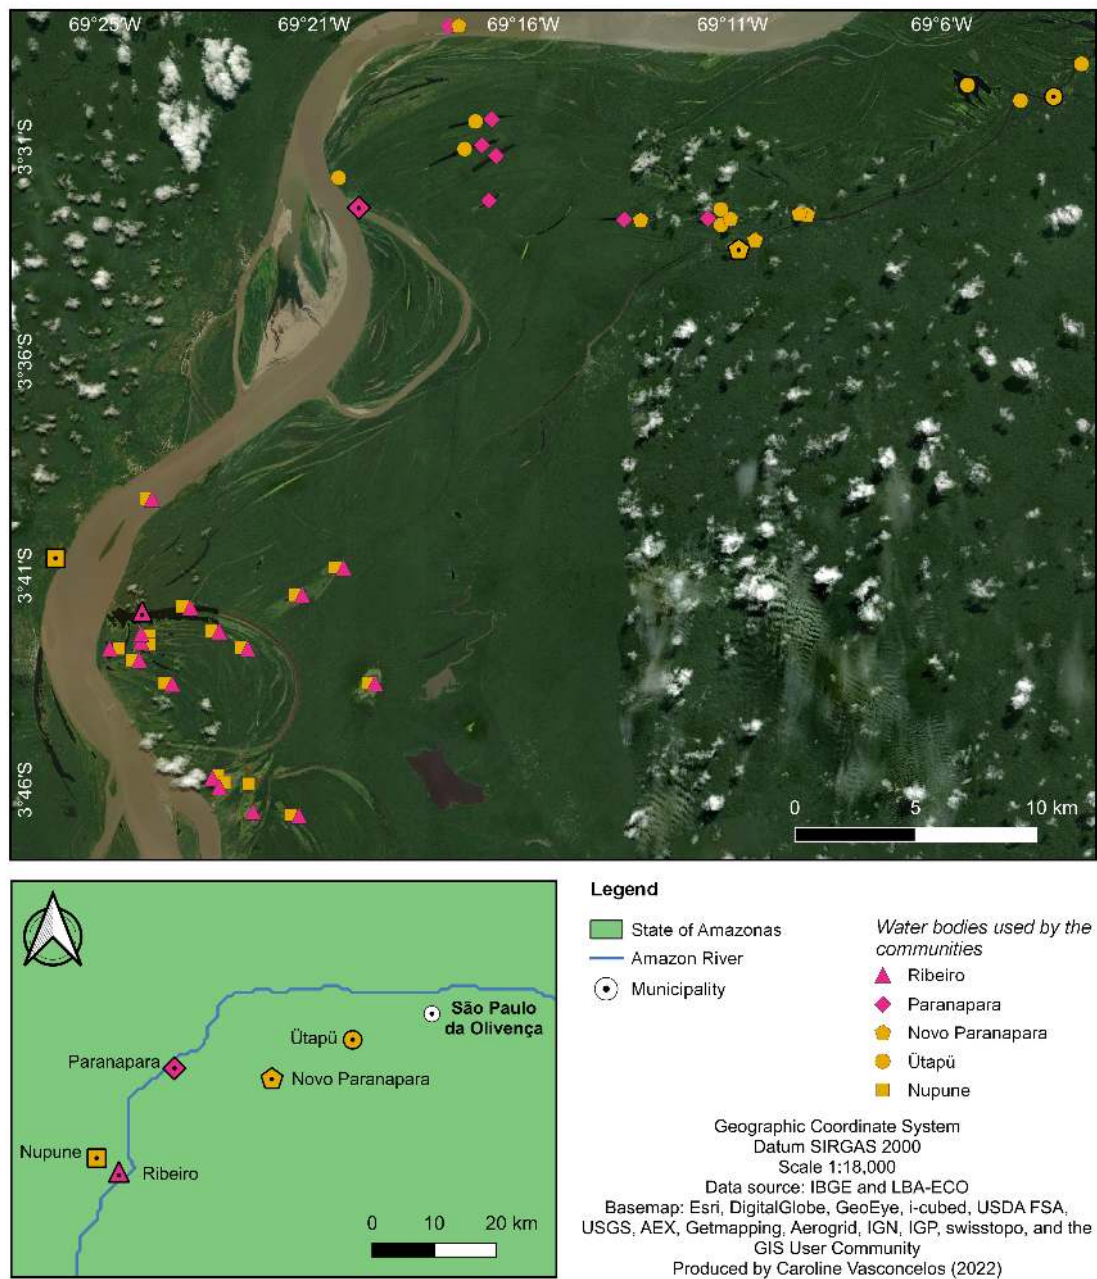 69°25'W 69°21'W 69°16'W 69°11'W 69°6'W
3°31'S
3°36'S
3°41'S
3°46'S
0 5 10 km
São Paulo
da Olivença
Ütapü
Paranapara
Novo Paranapara
Nupune
Ribeiro
0 10 20 km
Legend
State of Amazonas
Amazon River
Municipality
Water bodies used by the
communities
Ribeiro
Paranapara
Novo Paranapara
Ütapü
Nupune
Geographic Coordinate System
Datum SIRGAS 2000
Scale 1:18,000
Data source: IBGE and LBA-ECO
Basemap: Esri, DigitalGlobe, GeoEye, i-cubed, USDA FSA,
USGS, AEX, Getmapping, Aerogrid, IGN, IGP, swisstopo, and the
GIS User Community
Produced by Caroline Vasconcelos (2022)